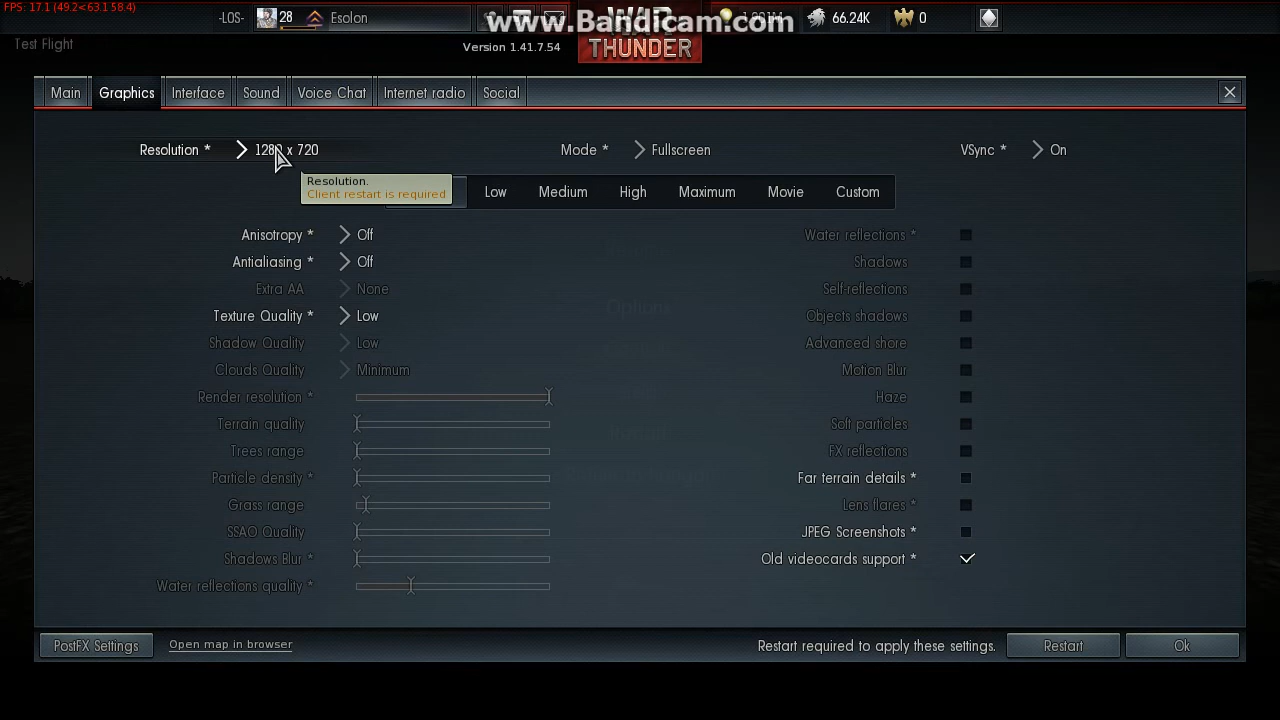 FPS: 17.1 (49.2<63.1 58.4)
-LOS- 28 Esolon 66.24K 0
www.Bandicam.com
WAR
THUNDER
Test Flight
Version 1.41.7.54
Main Graphics Interface Sound Voice Chat Internet radio Social
Resolution * 1280 x 720 Mode * Fullscreen VSync * On
Resolution.
Client restart is required
Low Medium High Maximum Movie Custom
Anisotropy * Off Water reflections *
Antialiasing * Off Shadows
Extra AA None Self-reflections
Texture Quality * Low Objects shadows
Shadow Quality Low Advanced shore
Clouds Quality Minimum Motion Blur
Render resolution * Haze
Terrain quality Soft particles
Trees range FX reflections
Particle density * Far terrain details *
Grass range Lens flares *
SSAO Quality JPEG Screenshots *
Shadows Blur * Old videocards support *
Water reflections quality *
PostFX Settings Open map in browser Restart required to apply these settings. Restart Ok